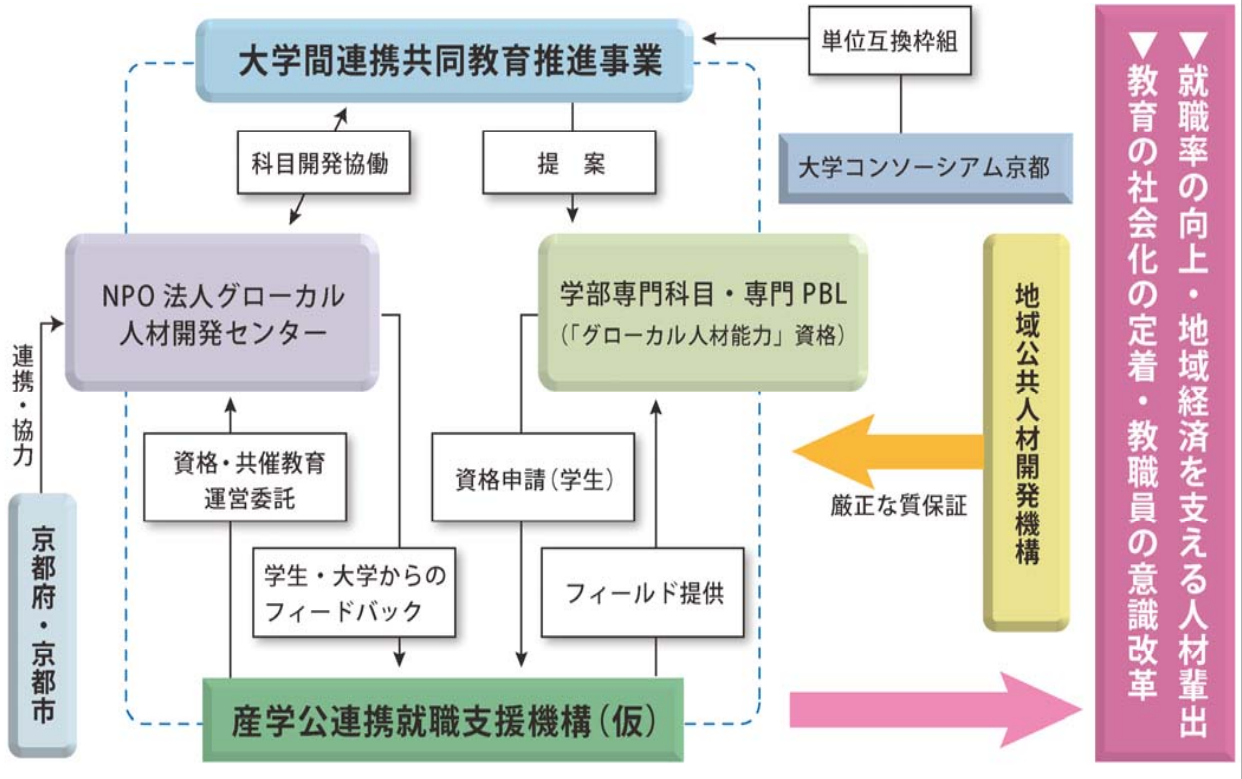 大学間連携共同教育推進事業
単位互換枠組
大学コンソーシアム京都
科目開発協働
提　案
NPO 法人グローカル
人材開発センター
学部専門科目・専門 PBL
(「グローカル人材能力」資格)
連携・協力
京都府・京都市
資格・共催教育
運営委託
学生・大学からの
フィードバック
資格申請(学生)
フィールド提供
厳正な質保証
地域公共人材開発機構
産学公連携就職支援機構(仮)
▼就職率の向上・地域経済を支える人材輩出
▼教育の社会化の定着・教職員の意識改革